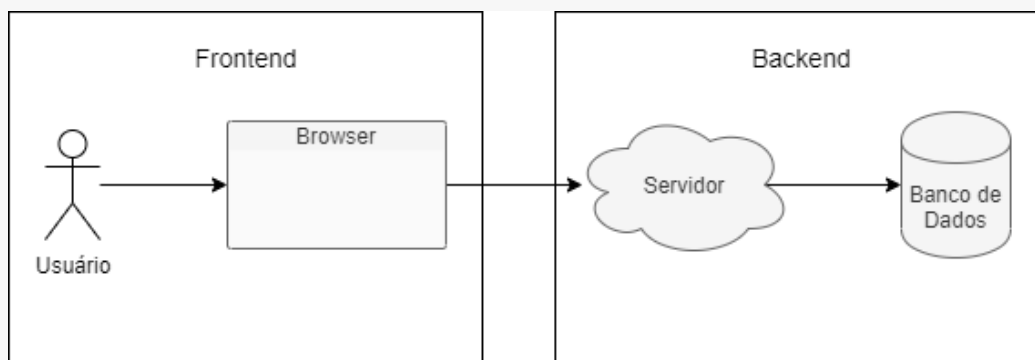 Frontend
Backend
Browser
Usuário
Servidor
Banco de
Dados